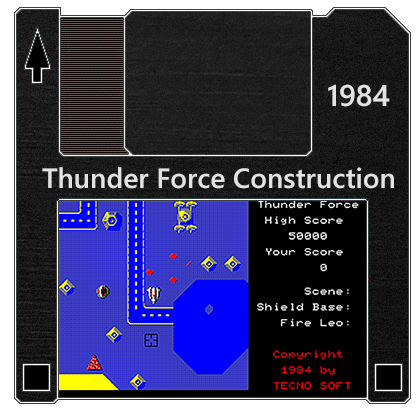 1984
Thunder Force Construction
Thunder Force
High Score
50000
Your Score
0
Scene:
Shield Base:
Fire Leo:
Copyright
1984 by
TECNO SOFT